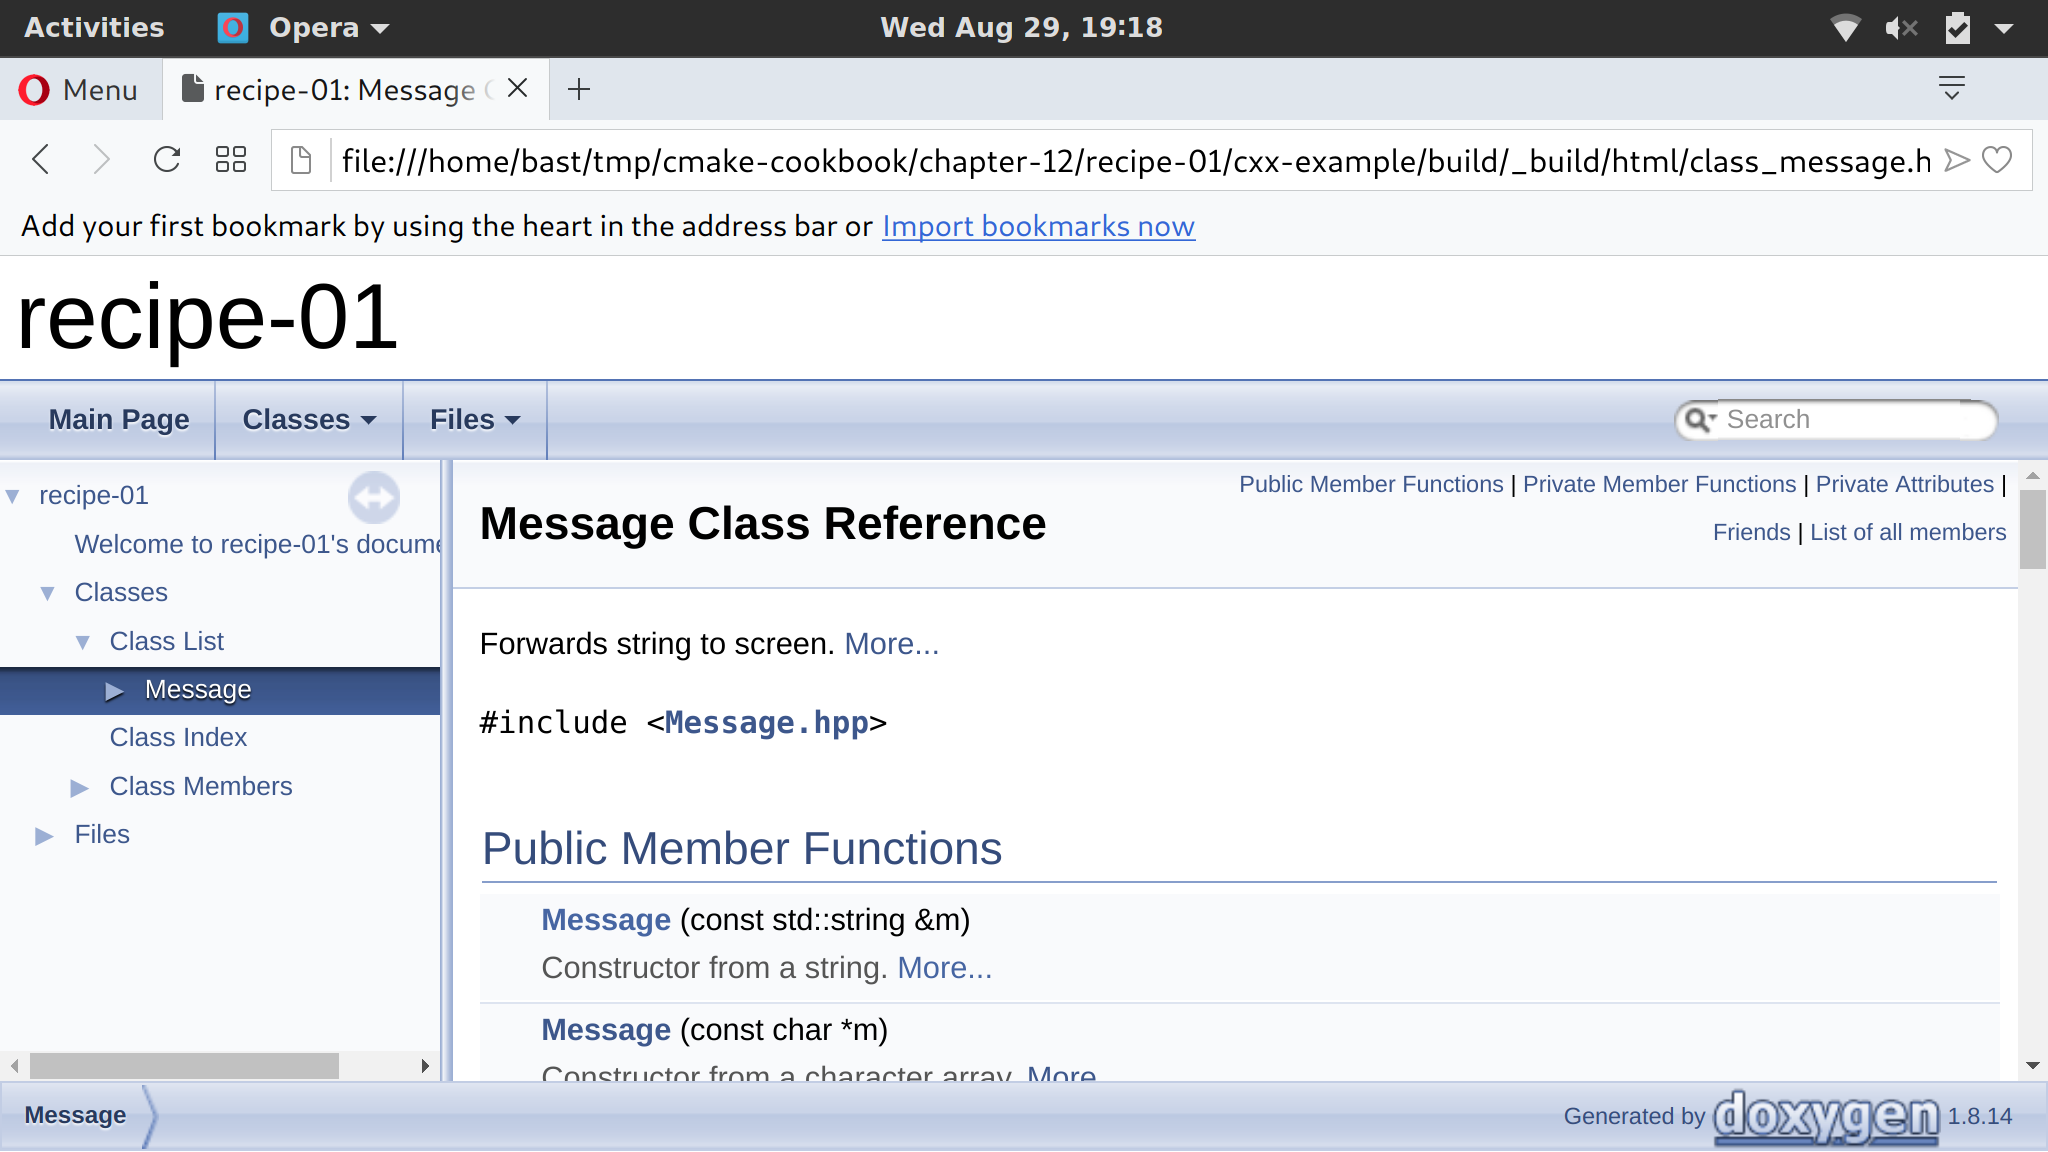 Activities Opera Wed Aug 29, 19:18
Menu recipe-01: Message
file:///home/bast/tmp/cmake-cookbook/chapter-12/recipe-01/cxx-example/build/_build/html/class_message.h
Add your first bookmark by using the heart in the address bar or Import bookmarks now
recipe-01
Main Page Classes Files Search
recipe-01
Welcome to recipe-01's docume
Classes
Class List
Message
Class Index
Class Members
Files
Public Member Functions | Private Member Functions | Private Attributes |
Friends | List of all members
Message Class Reference
Forwards string to screen. More...
#include <Message.hpp>
Public Member Functions
Message (const std::string &m)
Constructor from a string. More...
Message (const char *m)
Constructor from a character array. More
Message
Generated by doxygen 1.8.14